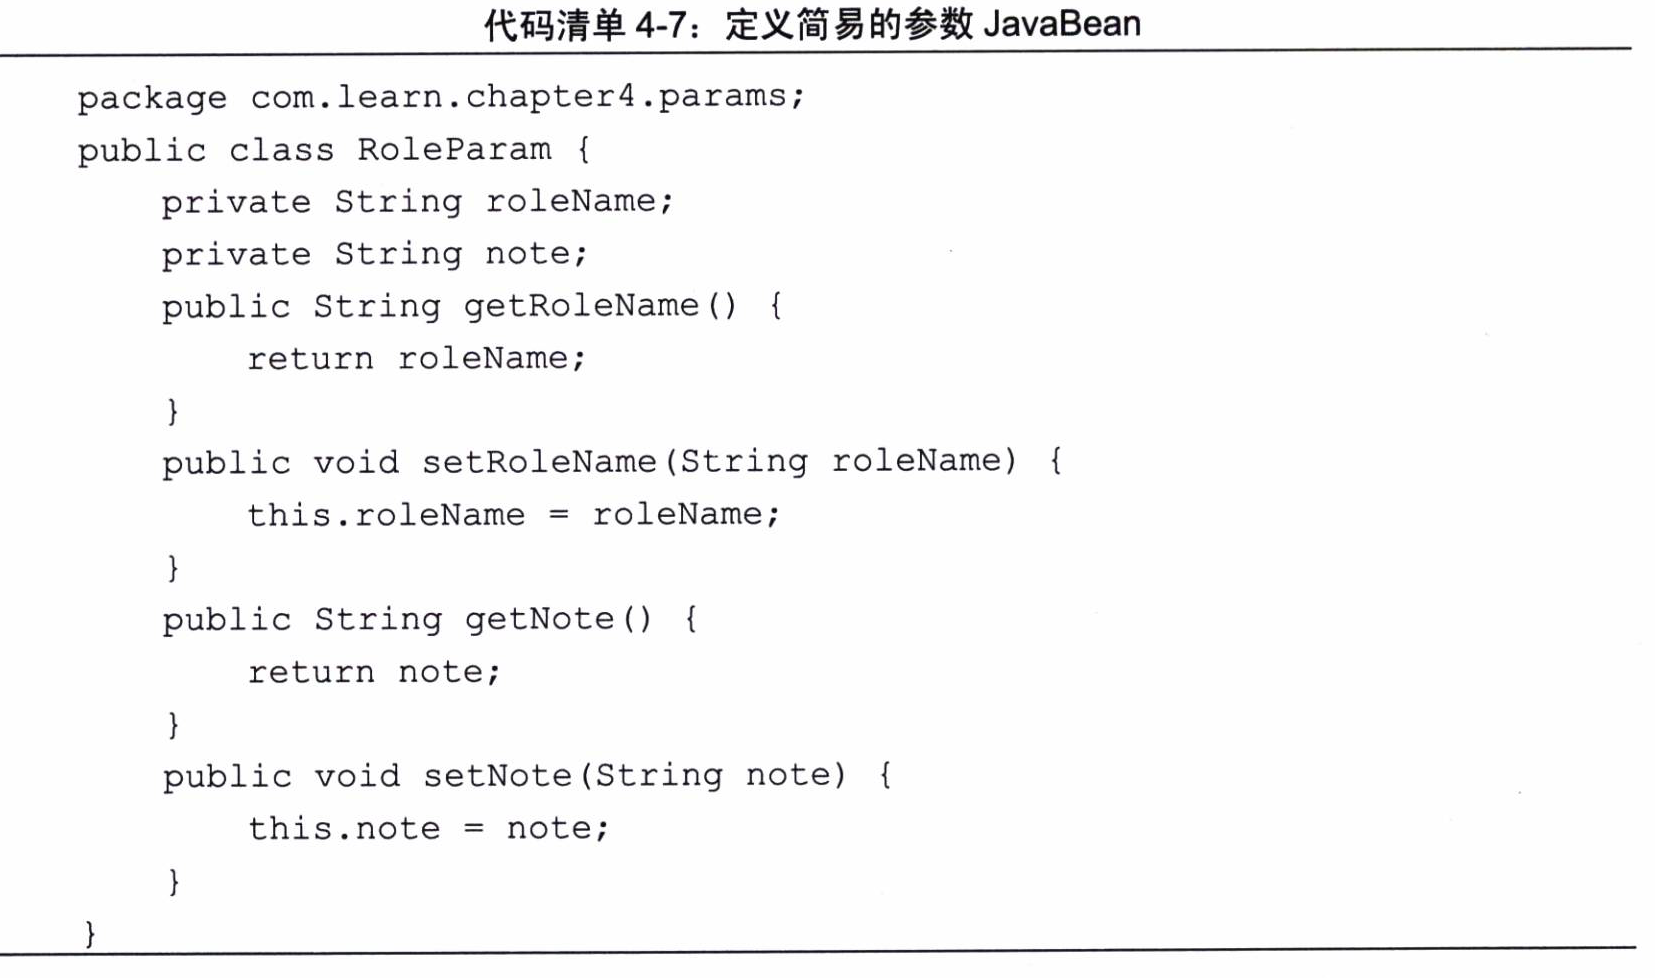 代码清单 4-7：定义简易的参数 JavaBean
package com.learn.chapter4.params;
public class RoleParam {
    private String roleName;
    private String note;
    public String getRoleName() {
        return roleName;
    }
    public void setRoleName(String roleName) {
        this.roleName = roleName;
    }
    public String getNote() {
        return note;
    }
    public void setNote(String note) {
        this.note = note;
    }
}